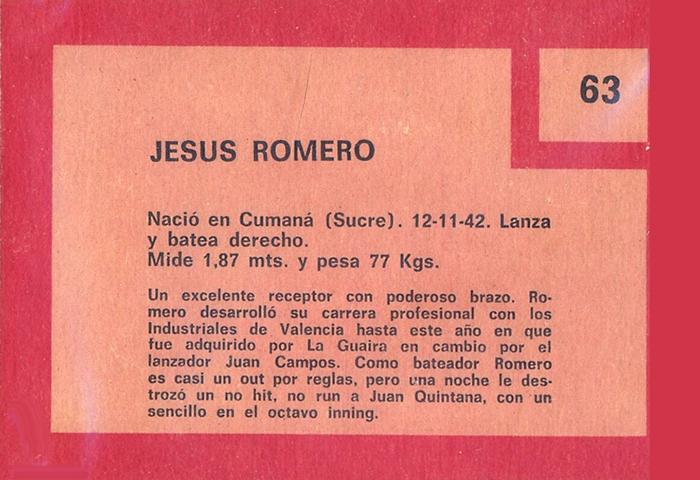 63
JESUS ROMERO
Nació en Cumaná (Sucre). 12-11-42. Lanza
y batea derecho.
Mide 1,87 mts. y pesa 77 Kgs.
Un excelente receptor con poderoso brazo. Ro-
mero desarrolló su carrera profesional con los
Industriales de Valencia hasta este año en que
fue adquirido por La Guaira en cambio por el
lanzador Juan Campos. Como bateador Romero
es casi un out por reglas, pero una noche le des-
trozó un no hit, no run a Juan Quintana, con un
sencillo en el octavo inning.